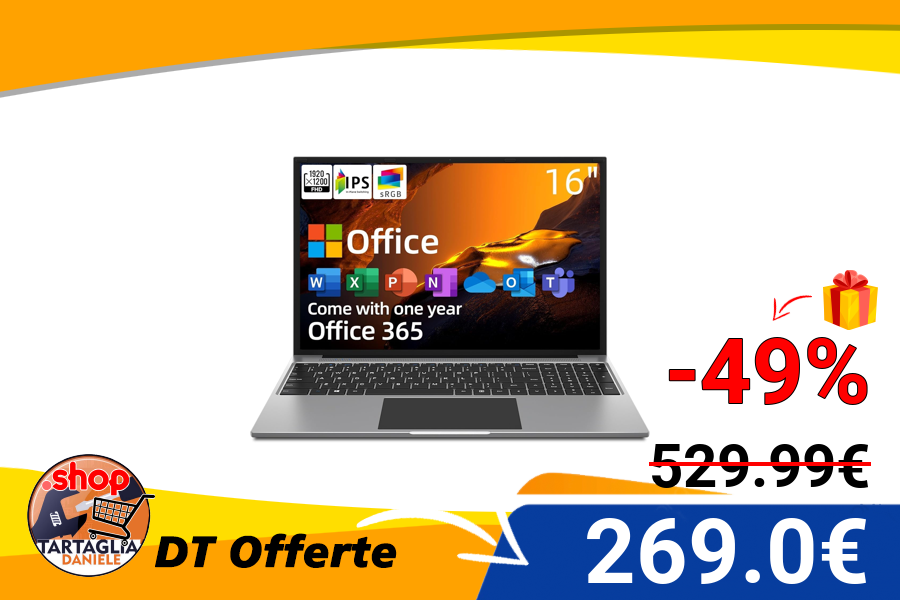 1920
×1200
FHD
IPS
sRGB
16"
Office
W X P N O T
Come with one year
Office 365
-49%
529.99€
269.0€
.shop
TARTAGLIA
DANIELE
DT Offerte